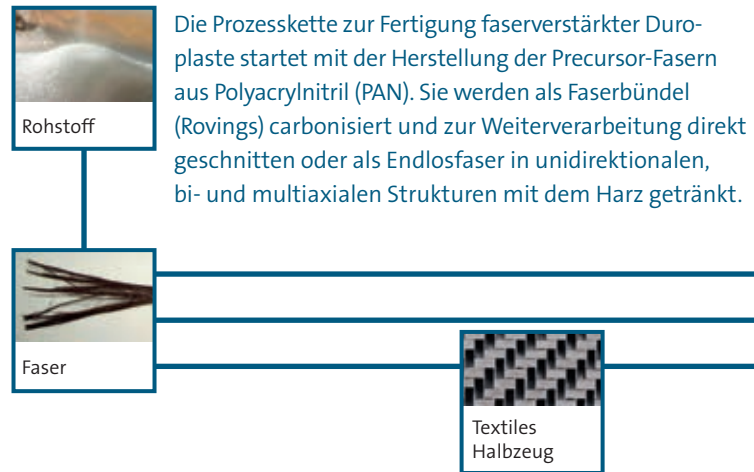 Die Prozesskette zur Fertigung faserverstärkter Duro-
plaste startet mit der Herstellung der Precursor-Fasern
aus Polyacrylnitril (PAN). Sie werden als Faserbündel
(Rovings) carbonisiert und zur Weiterverarbeitung direkt
geschnitten oder als Endlosfaser in unidirektionalen,
bi- und multiaxialen Strukturen mit dem Harz getränkt.
Rohstoff
Faser
Textiles
Halbzeug